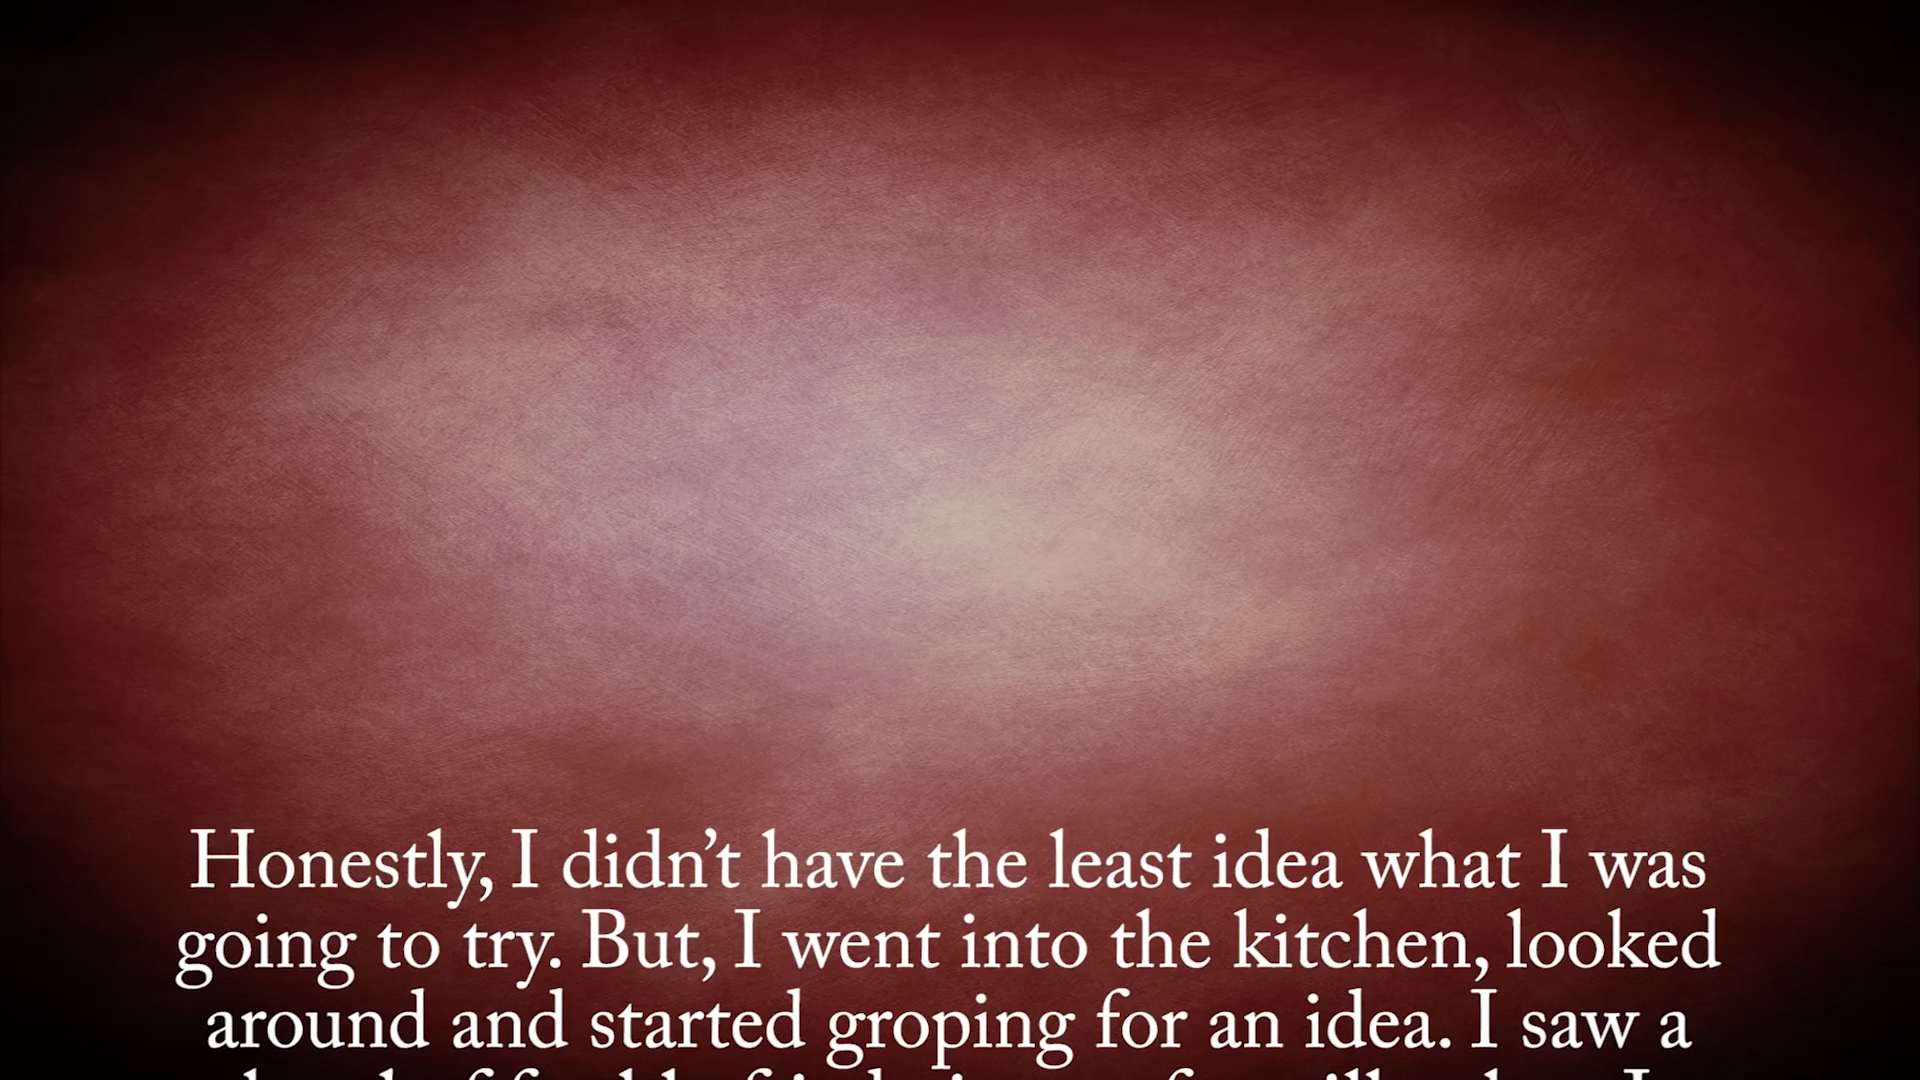 Honestly, I didn’t have the least idea what I was
going to try. But, I went into the kitchen, looked
around and started groping for an idea. I saw a